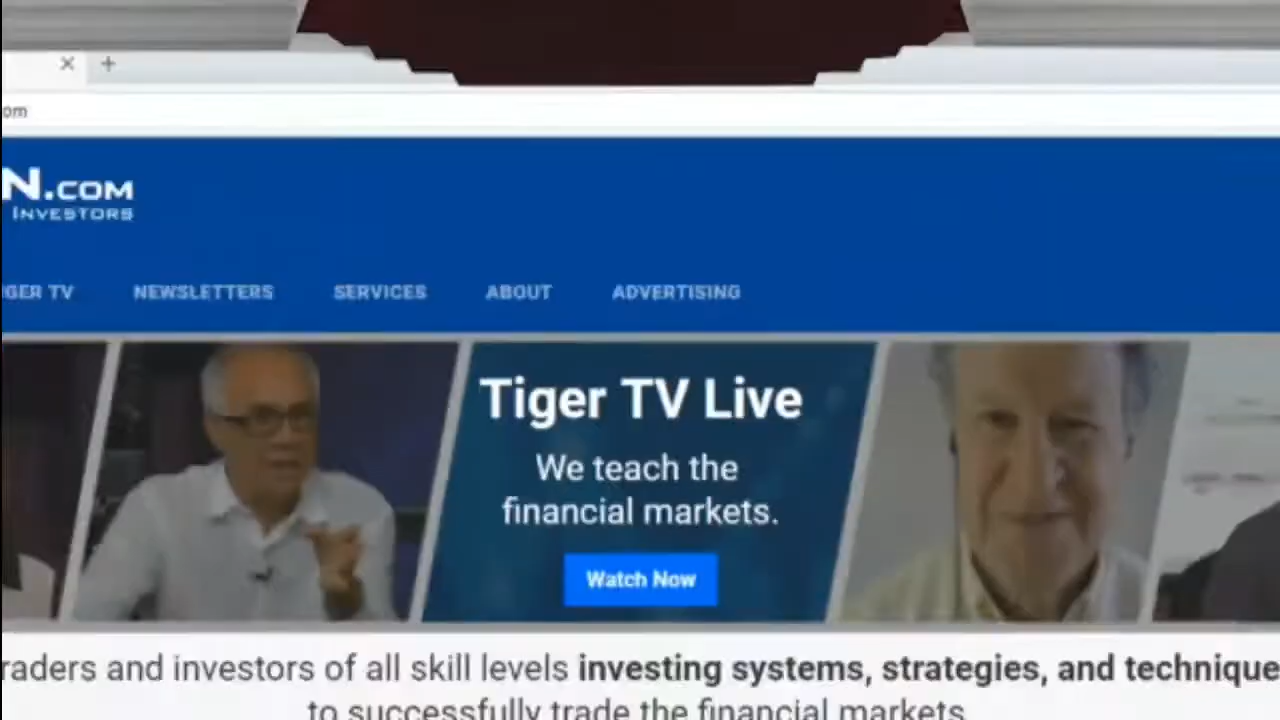 om
N.COM
INVESTORS
IGER TV NEWSLETTERS SERVICES ABOUT ADVERTISING
Tiger TV Live
We teach the
financial markets.
Watch Now
raders and investors of all skill levels investing systems, strategies, and technique
to successfully trade the financial markets